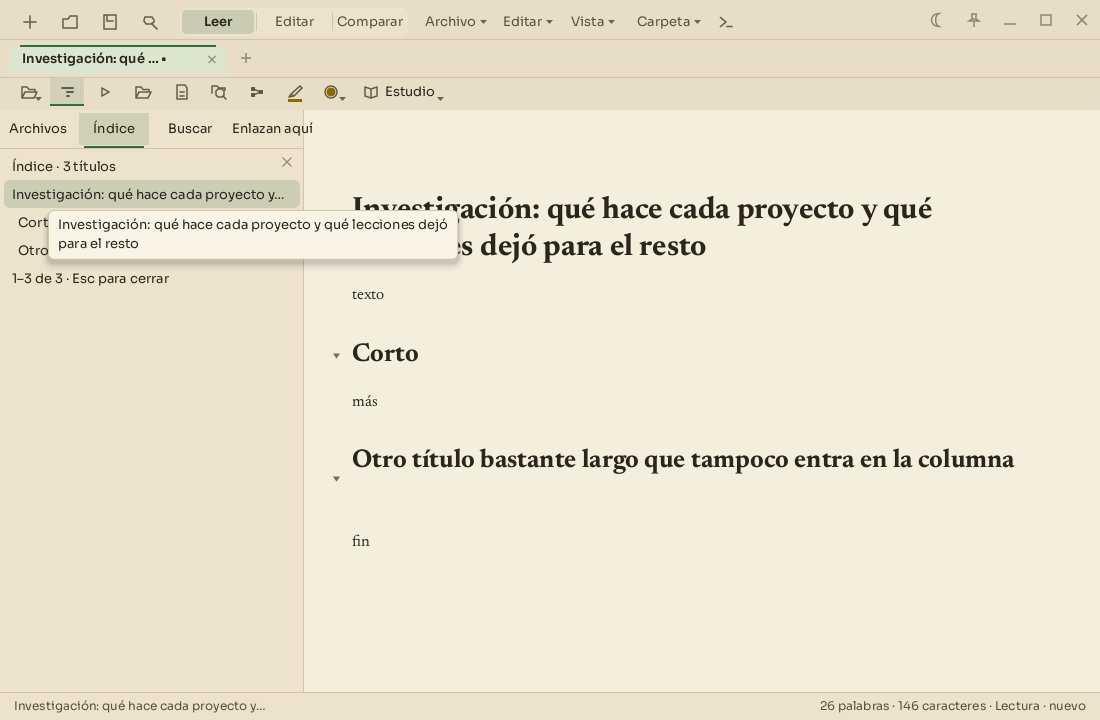 Leer
Editar
Comparar
Archivo
Editar
Vista
Carpeta
Investigación: qué ... •
Estudio
Archivos
Índice
Buscar
Enlazan aquí
Índice · 3 títulos
Investigación: qué hace cada proyecto y...
Cort
Otro
Investigación: qué hace cada proyecto y qué lecciones dejó
para el resto
1–3 de 3 · Esc para cerrar
Investigación: qué hace cada proyecto y qué
es dejó para el resto
texto
Corto
más
Otro título bastante largo que tampoco entra en la columna
fin
Investigación: qué hace cada proyecto y...
26 palabras · 146 caracteres · Lectura · nuevo